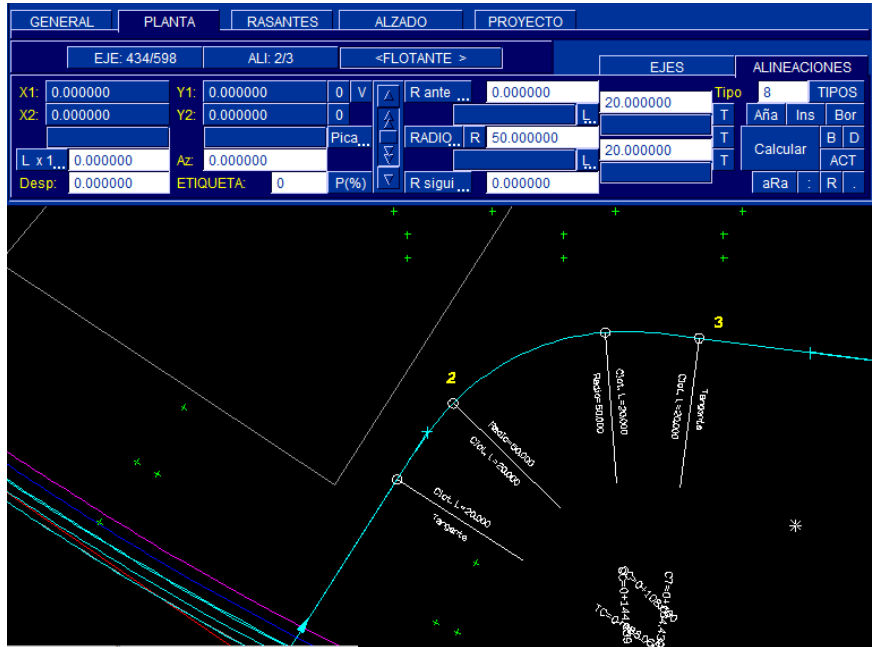 GENERAL PLANTA RASANTES ALZADO PROYECTO
EJE: 434/598 ALI: 2/3 <FLOTANTE > EJES ALINEACIONES
X1: 0.000000 Y1: 0.000000 0 V R ante ... 0.000000 20.000000 Tipo 8 TIPOS
X2: 0.000000 Y2: 0.000000 0 L... T Aña Ins Bor
Pica... RADIO... R 50.000000 T Calcular B D
L x 1... 0.000000 Az: 0.000000 L... 20.000000 T ACT
Desp: 0.000000 ETIQUETA: 0 P(%) R sigui ... 0.000000 aRa : R .
3
2
Radio=50.000
Clot. L=20.000
Clot. L=20.000
Tangente
Radio=50.000
Clot. L=20.000
Clot. L=20.000
Tangente